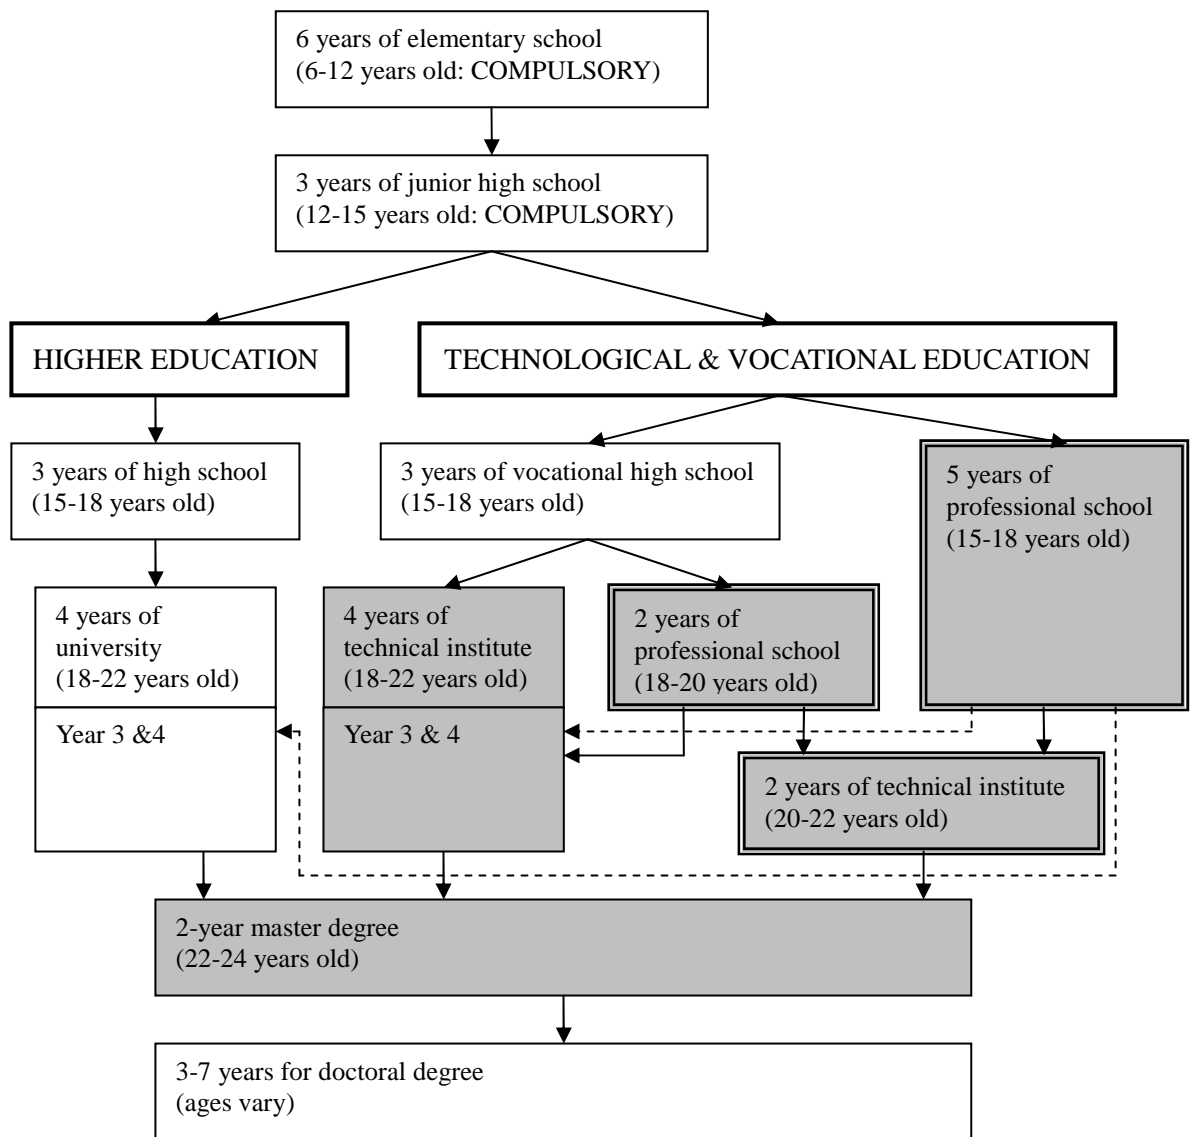 6 years of elementary school
(6-12 years old: COMPULSORY)
3 years of junior high school
(12-15 years old: COMPULSORY)
HIGHER EDUCATION
TECHNOLOGICAL & VOCATIONAL EDUCATION
3 years of high school
(15-18 years old)
3 years of vocational high school
(15-18 years old)
5 years of
professional school
(15-18 years old)
4 years of
university
(18-22 years old)
4 years of
technical institute
(18-22 years old)
2 years of
professional school
(18-20 years old)
Year 3 &4
Year 3 & 4
2 years of technical institute
(20-22 years old)
2-year master degree
(22-24 years old)
3-7 years for doctoral degree
(ages vary)